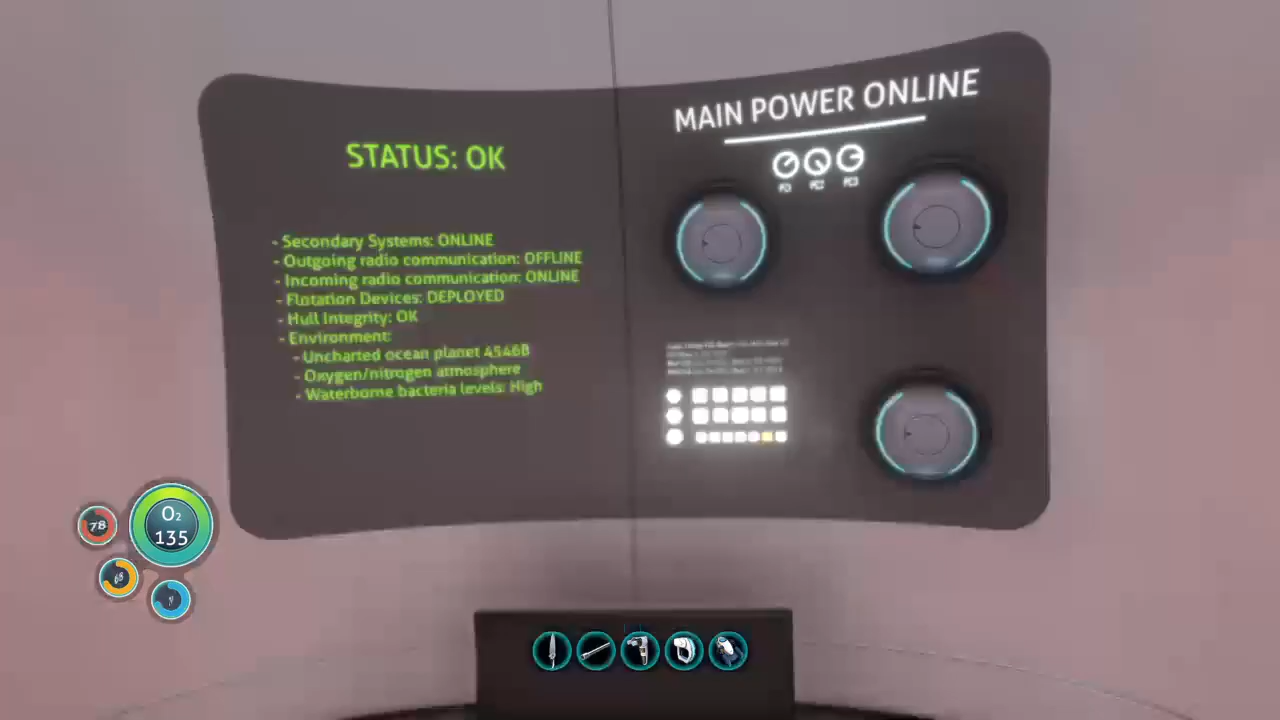 MAIN POWER ONLINE
STATUS: OK
- Secondary Systems: ONLINE
- Outgoing radio communication: OFFLINE
- Incoming radio communication: ONLINE
- Flotation Devices: DEPLOYED
- Hull Integrity: OK
- Environment:
- Uncharted ocean planet 4546B
- Oxygen/nitrogen atmosphere
- Waterborne bacteria levels: High
78
O₂
135
68